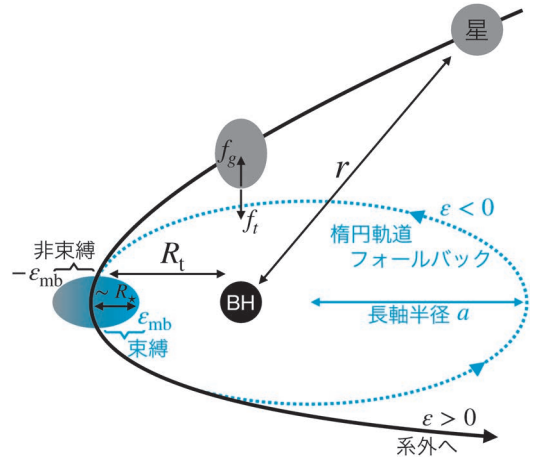 星
f_g
r
f_t
ε < 0
楕円軌道
フォールバック
非束縛
−ε_mb
R_t
BH
~ R_⋆
ε_mb
束縛
長軸半径 a
ε > 0
系外へ